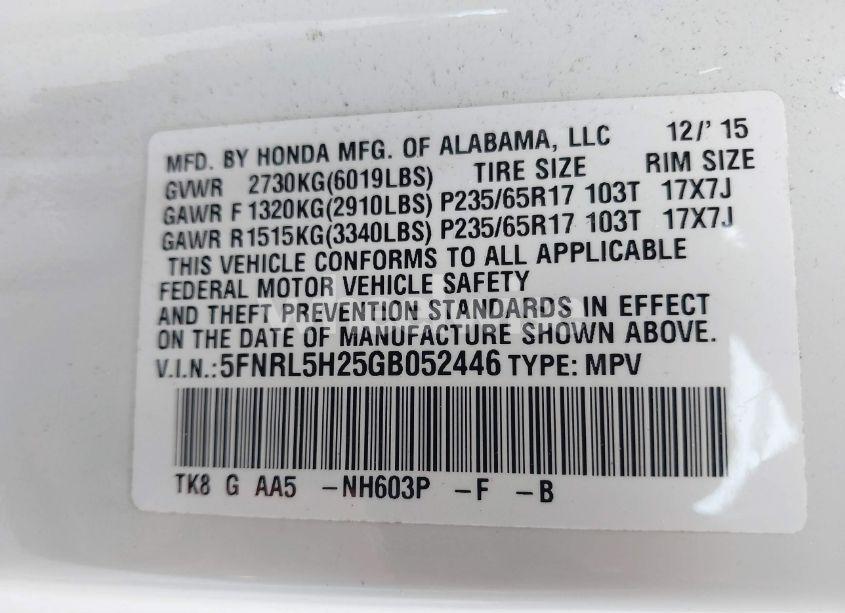 MFD. BY HONDA MFG. OF ALABAMA, LLC 12/' 15
GVWR 2730KG(6019LBS) TIRE SIZE RIM SIZE
GAWR F 1320KG(2910LBS) P235/65R17 103T 17X7J
GAWR R 1515KG(3340LBS) P235/65R17 103T 17X7J
THIS VEHICLE CONFORMS TO ALL APPLICABLE
FEDERAL MOTOR VEHICLE SAFETY
AND THEFT PREVENTION STANDARDS IN EFFECT
ON THE DATE OF MANUFACTURE SHOWN ABOVE.
V.I.N.:5FNRL5H25GB052446 TYPE: MPV
TK8 G AA5 -NH603P -F -B